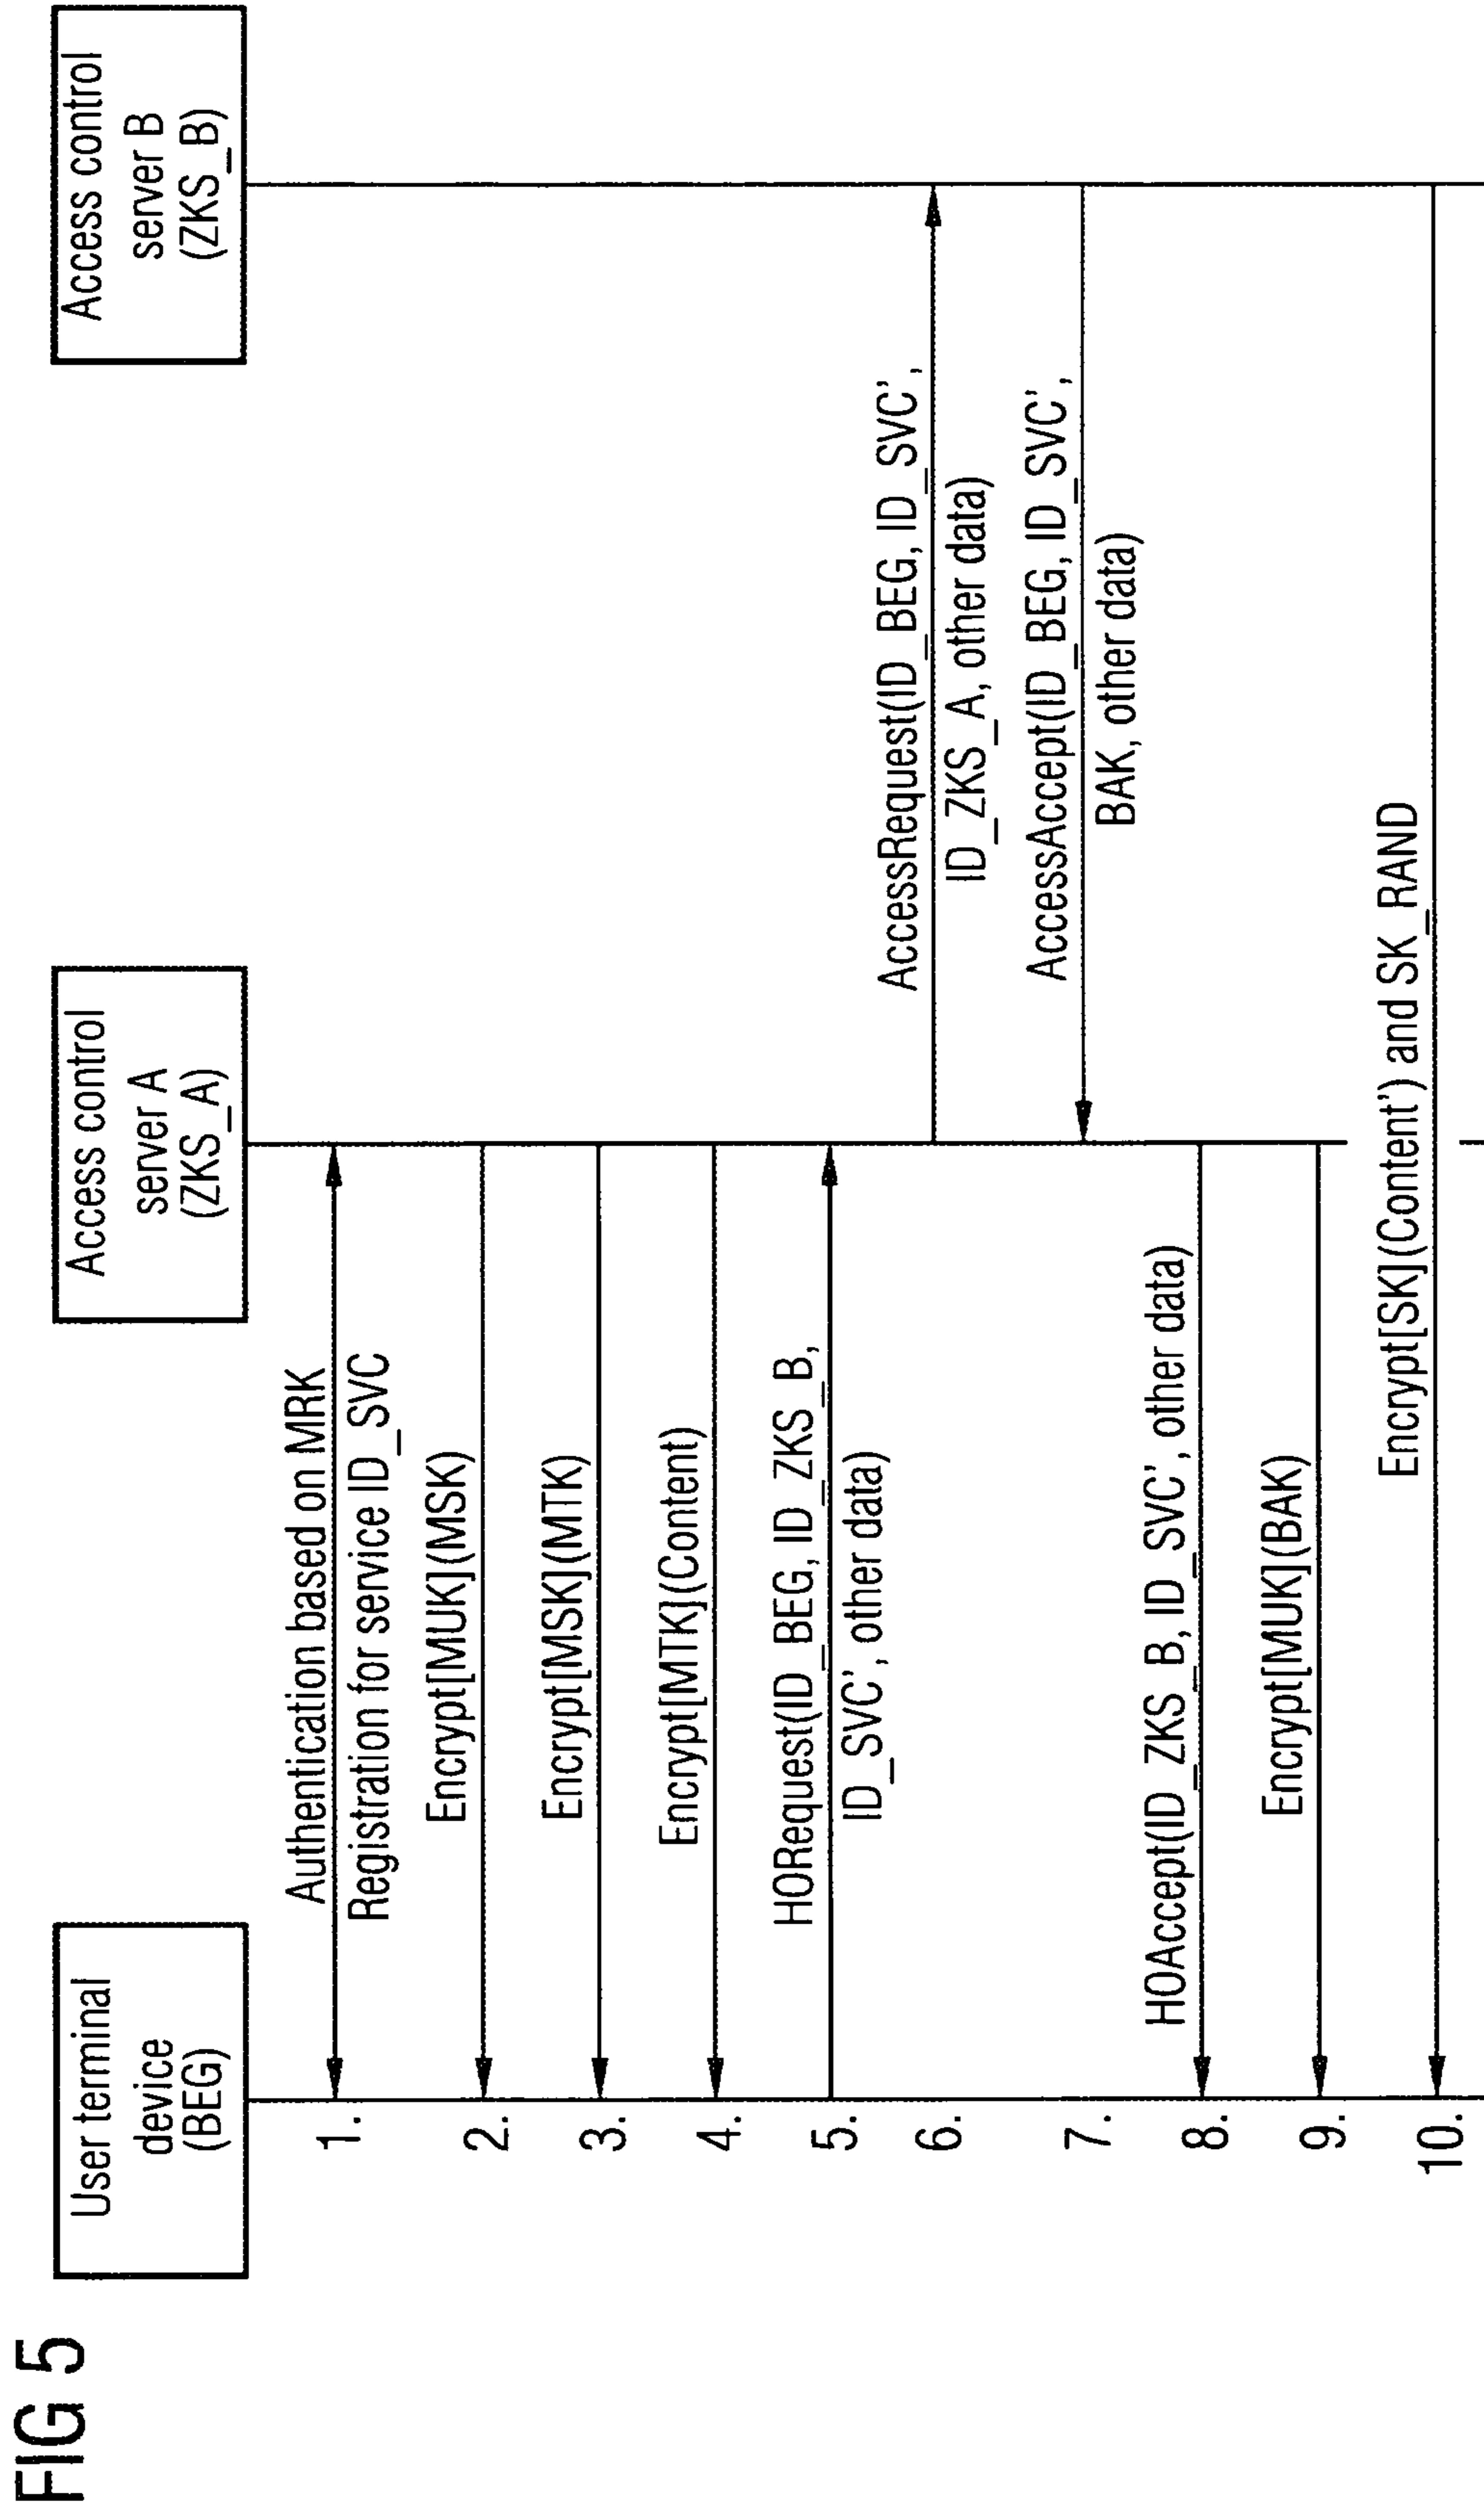 FIG 5
User terminal
device
(BEG)
Access control
server A
(ZKS_A)
Access control
server B
(ZKS_B)
1.
Authentication based on MRK
Registration for service ID_SVC
2.
Encrypt[MUK](MSK)
3.
Encrypt[MSK](MTK)
4.
Encrypt[MTK](Content)
5.
HORequest(ID_BEG, ID_ZKS_B,
ID_SVC', other data)
6.
AccessRequest(ID_BEG, ID_SVC',
ID_ZKS_A, other data)
7.
AccessAccept(ID_BEG, ID_SVC',
BAK, other data)
8.
HOAccept(ID_ZKS_B, ID_SVC', other data)
9.
Encrypt[MUK](BAK)
10.
Encrypt[SK](Content') and SK_RAND